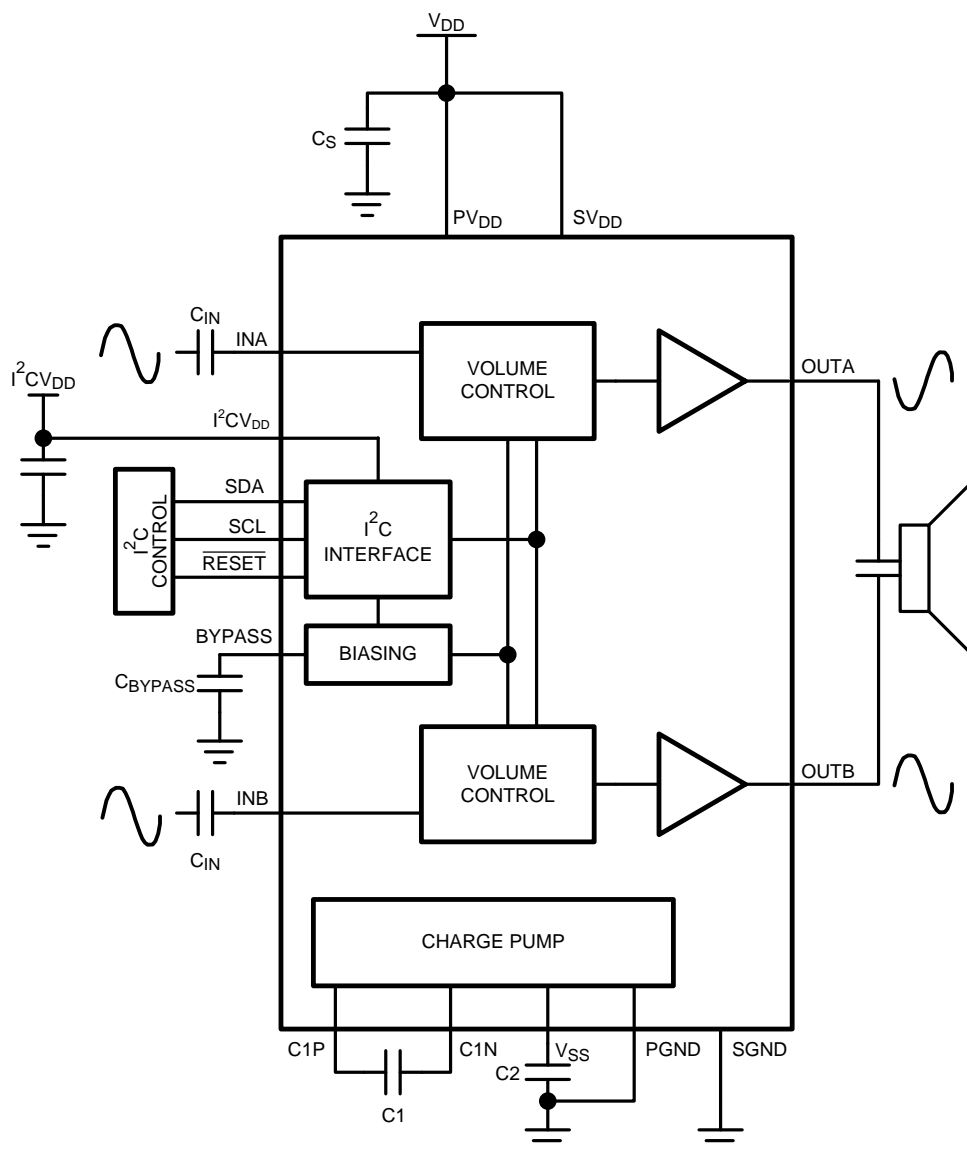 VDD
CS
PVDD
SVDD
CIN
INA
VOLUME
CONTROL
OUTA
I²CVDD
I²CVDD
I²C
CONTROL
SDA
SCL
RESET
I²C
INTERFACE
BYPASS
BIASING
CBYPASS
INB
CIN
VOLUME
CONTROL
OUTB
CHARGE PUMP
C1P
C1N
VSS
PGND
SGND
C2
C1